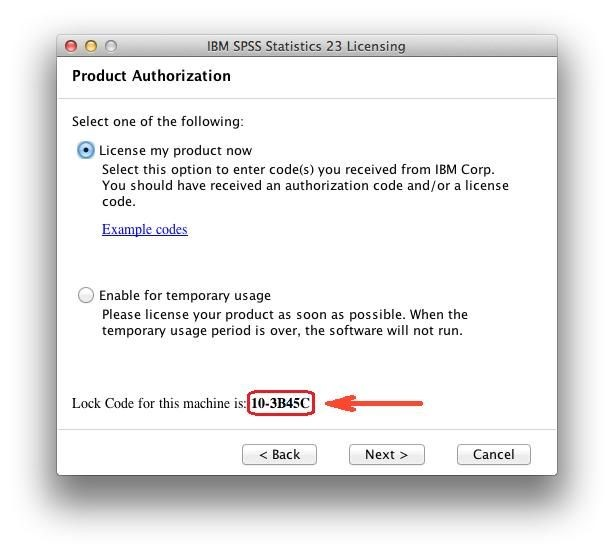 IBM SPSS Statistics 23 Licensing
Product Authorization
Select one of the following:
License my product now
Select this option to enter code(s) you received from IBM Corp.
You should have received an authorization code and/or a license
code.
Example codes
Enable for temporary usage
Please license your product as soon as possible. When the
temporary usage period is over, the software will not run.
Lock Code for this machine is: 10-3B45C
< Back Next > Cancel